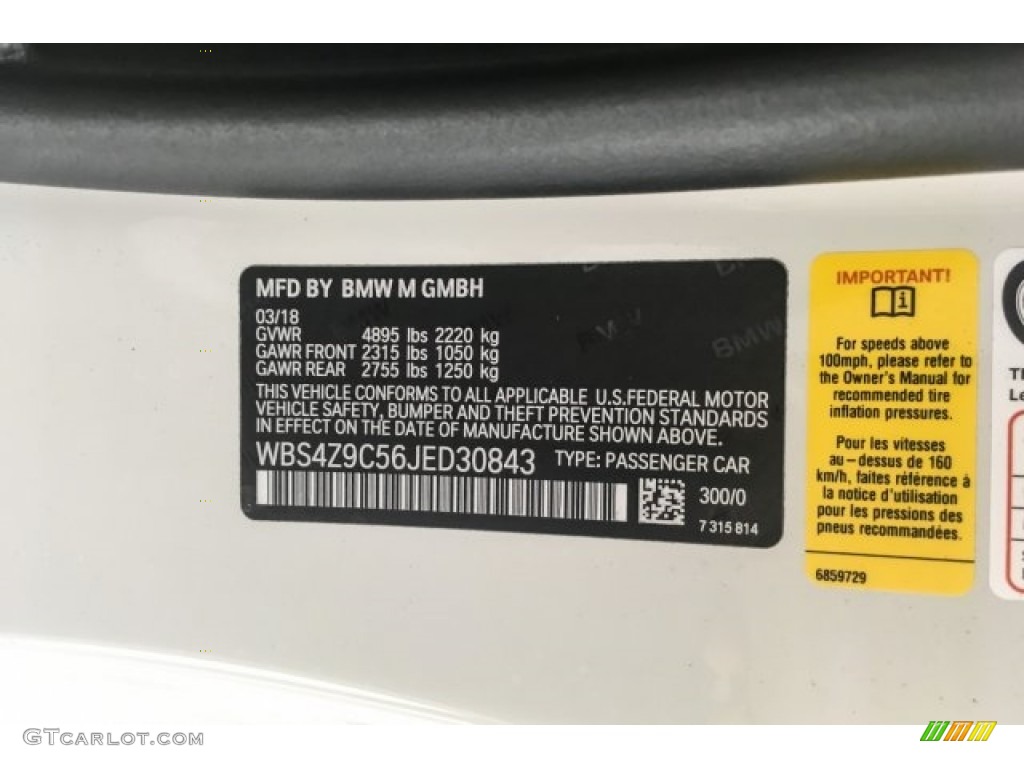 MFD BY BMW M GMBH
03/18
GVWR 4895 lbs 2220 kg
GAWR FRONT 2315 lbs 1050 kg
GAWR REAR 2755 lbs 1250 kg
THIS VEHICLE CONFORMS TO ALL APPLICABLE U.S.FEDERAL MOTOR
VEHICLE SAFETY, BUMPER AND THEFT PREVENTION STANDARDS
IN EFFECT ON THE DATE OF MANUFACTURE SHOWN ABOVE.
WBS4Z9C56JED30843 TYPE: PASSENGER CAR
300/0
7 315 814
BMW
BMW
IMPORTANT!
For speeds above
100mph, please refer to
the Owner's Manual for
recommended tire
inflation pressures.
Pour les vitesses
au-dessus de 160
km/h, faites référence à
la notice d'utilisation
pour les pressions des
pneus recommandées.
6859729
GTCARLOT.COM